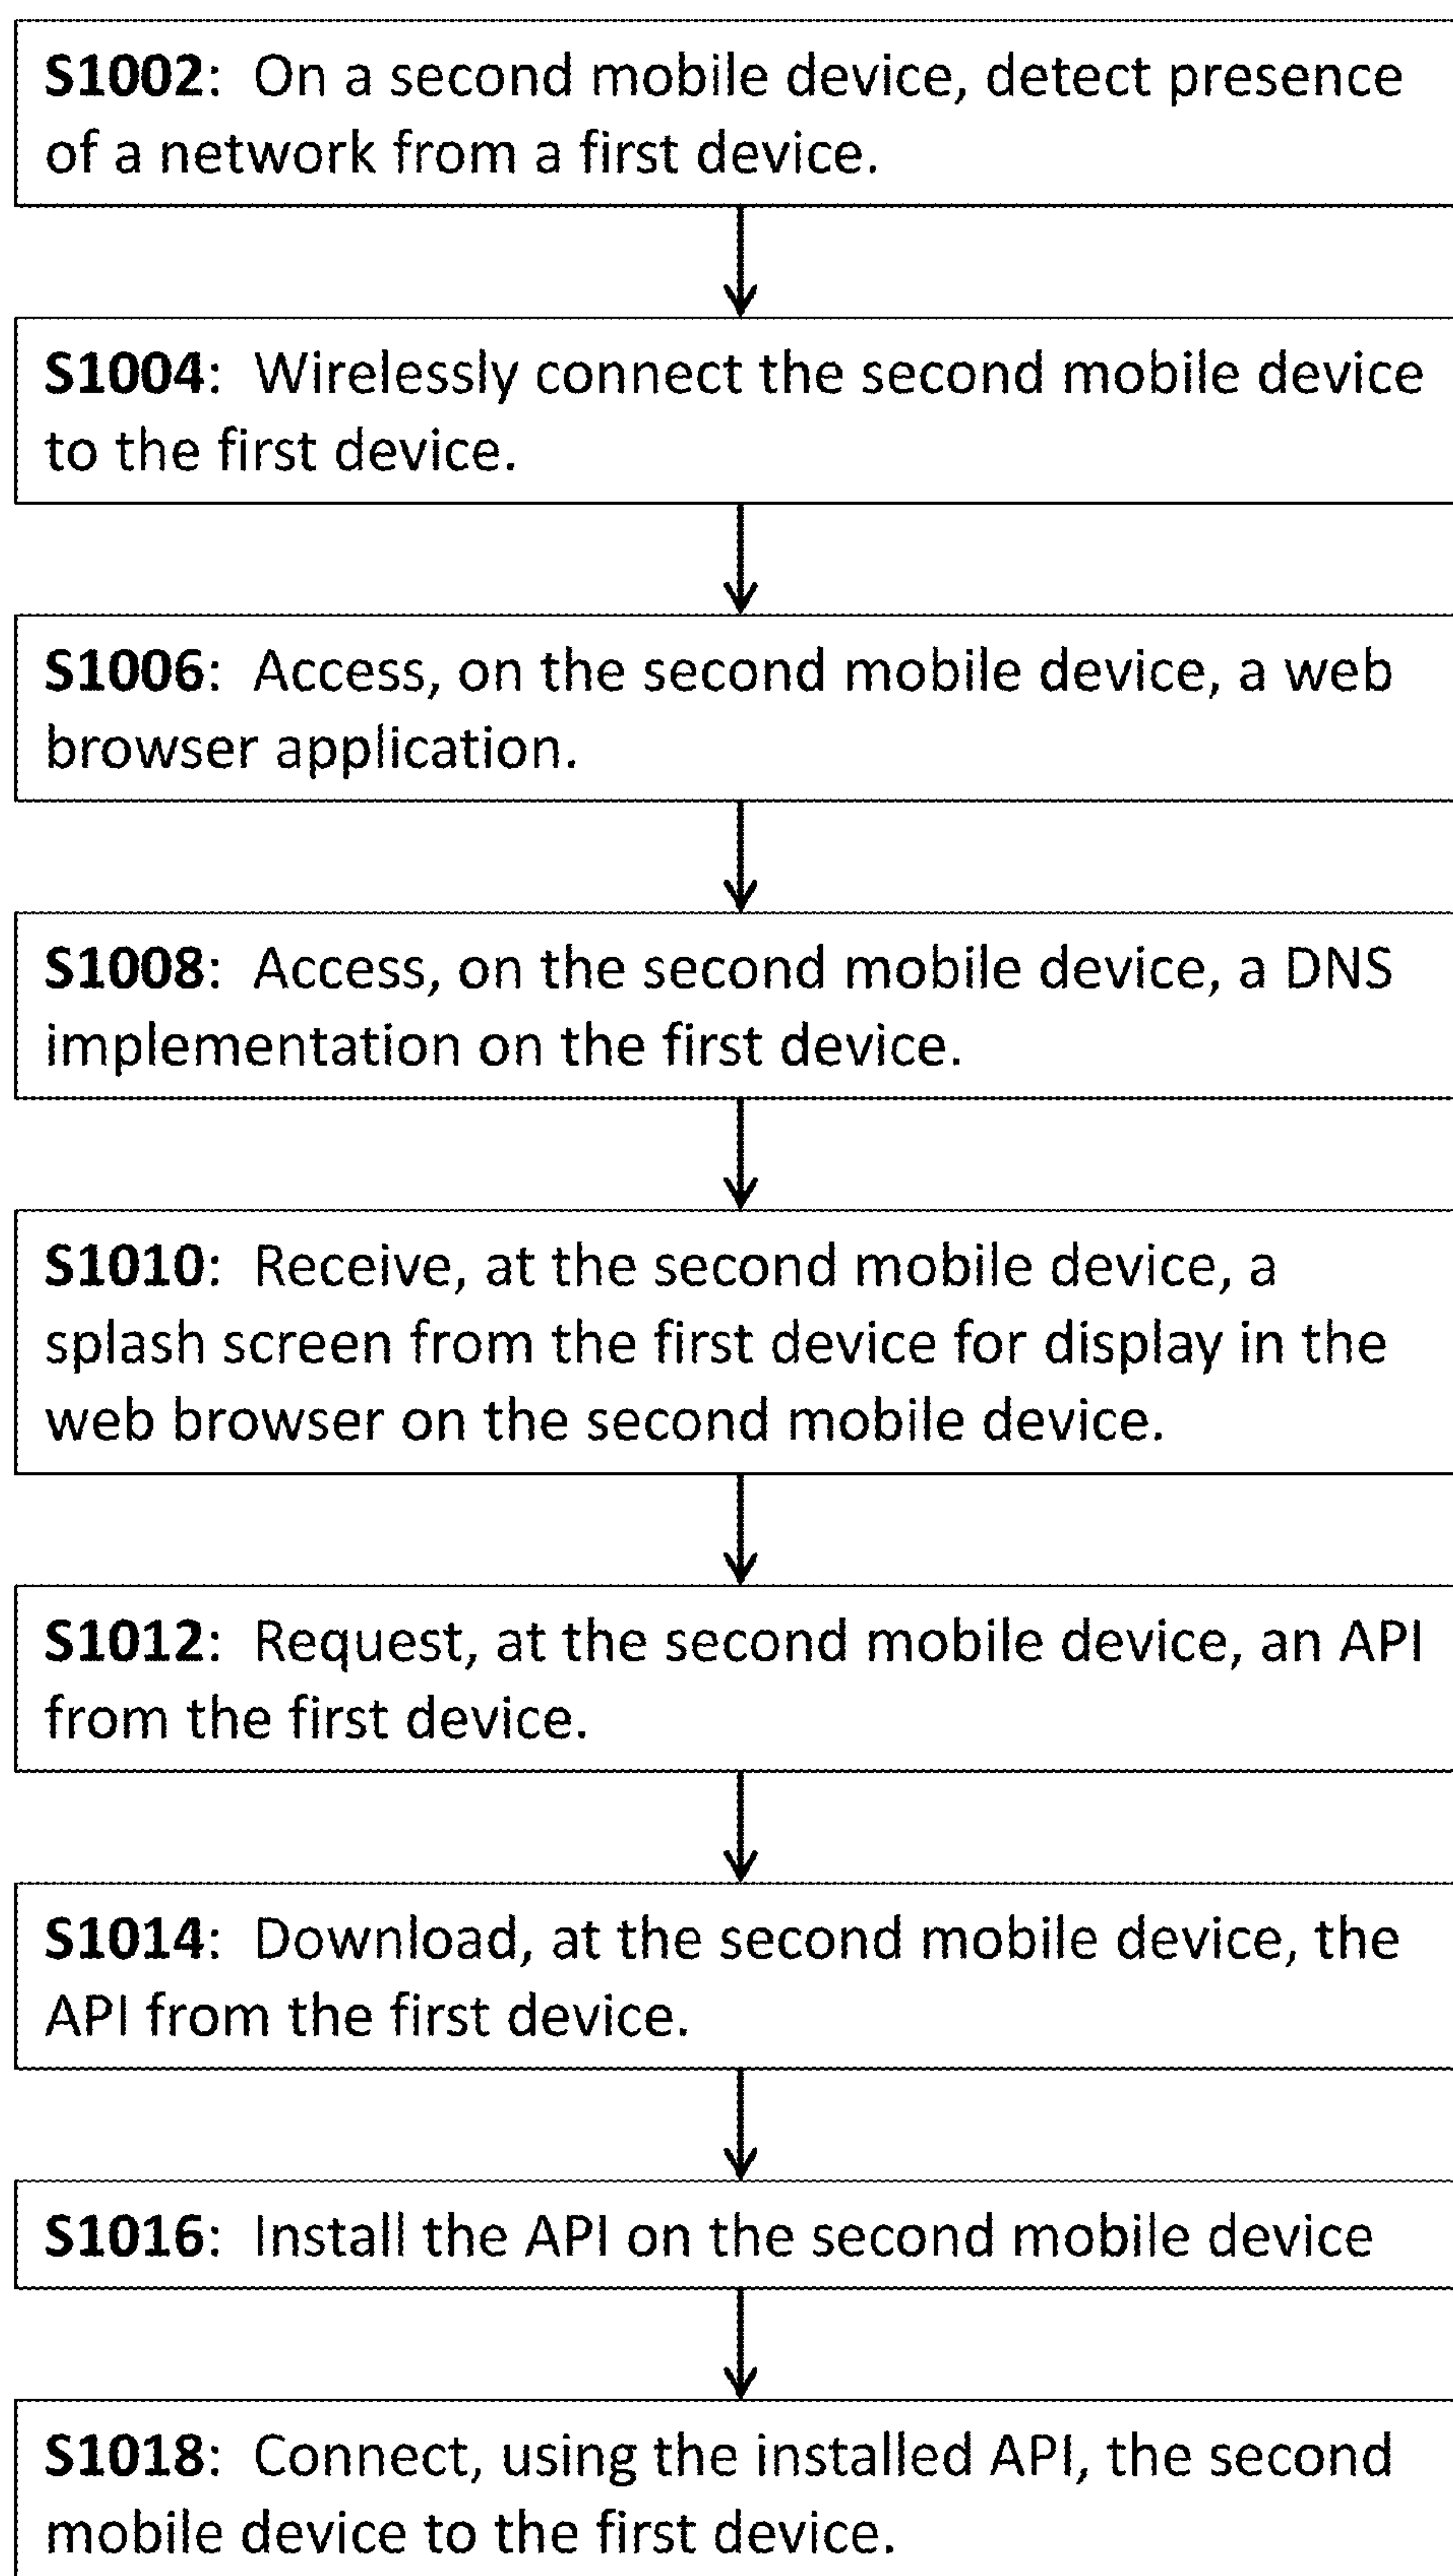 S1002: On a second mobile device, detect presence
of a network from a first device.
S1004: Wirelessly connect the second mobile device
to the first device.
S1006: Access, on the second mobile device, a web
browser application.
S1008: Access, on the second mobile device, a DNS
implementation on the first device.
S1010: Receive, at the second mobile device, a
splash screen from the first device for display in the
web browser on the second mobile device.
S1012: Request, at the second mobile device, an API
from the first device.
S1014: Download, at the second mobile device, the
API from the first device.
S1016: Install the API on the second mobile device
S1018: Connect, using the installed API, the second
mobile device to the first device.